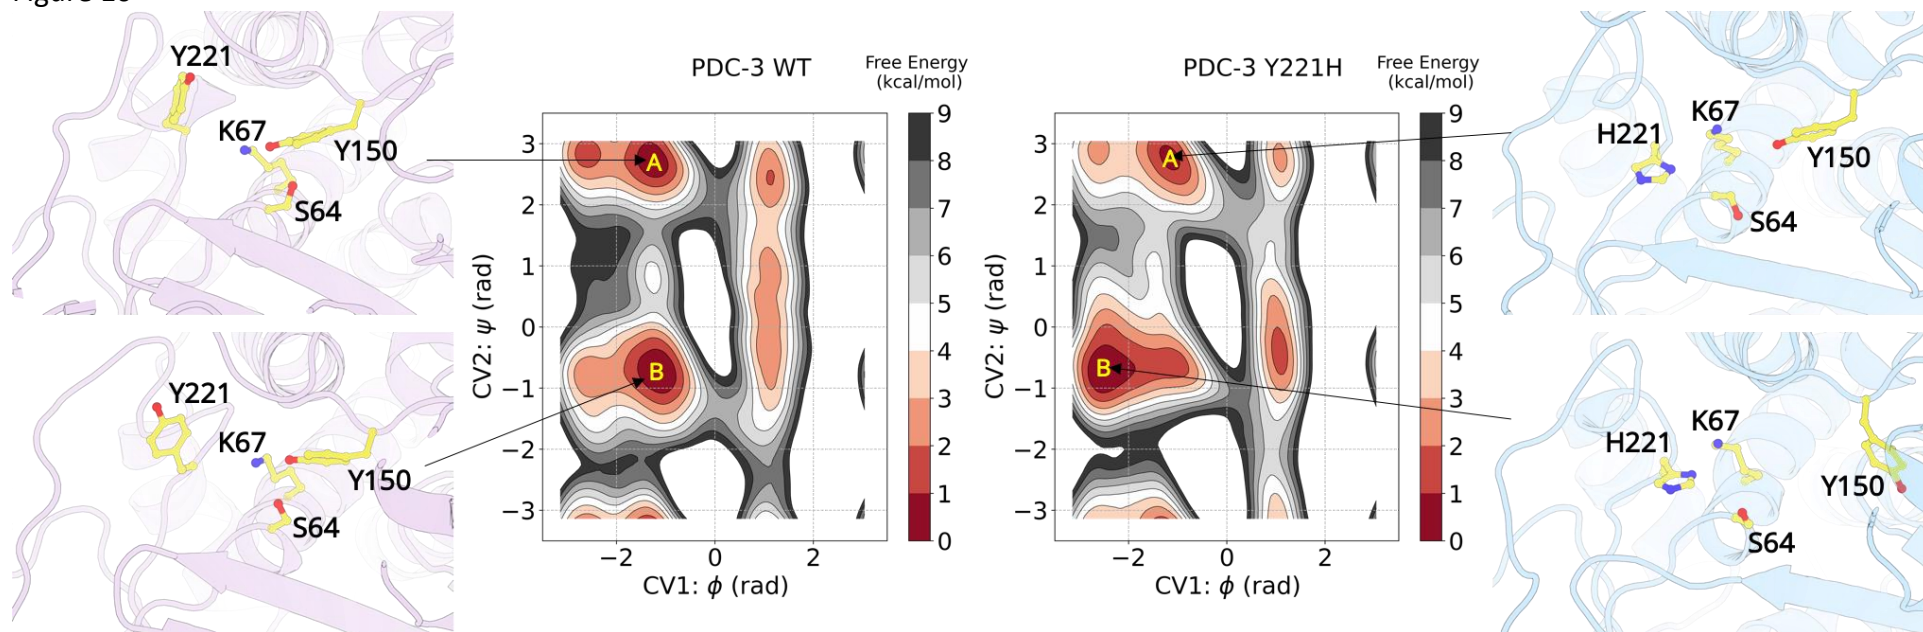 Y221
K67
Y150
S64
Y221
K67
Y150
S64
PDC-3 WT
Free Energy
(kcal/mol)
A
B
3
2
1
0
−1
−2
−3
−2
0
2
CV2: ψ (rad)
CV1: ϕ (rad)
9
8
7
6
5
4
3
2
1
0
PDC-3 Y221H
Free Energy
(kcal/mol)
A
B
3
2
1
0
−1
−2
−3
−2
0
2
CV2: ψ (rad)
CV1: ϕ (rad)
9
8
7
6
5
4
3
2
1
0
K67
H221
Y150
S64
K67
H221
Y150
S64